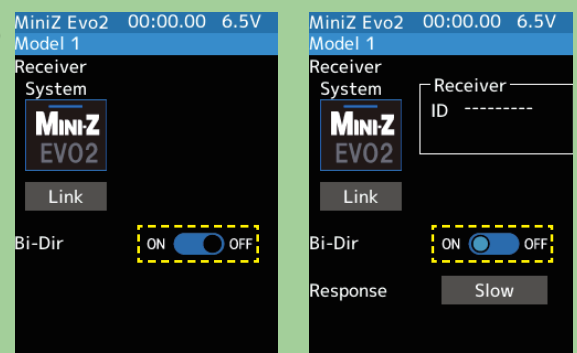 MiniZ Evo2 00:00.00 6.5V
Model 1
Receiver
System
MINI-Z
EVO2
Link
Bi-Dir ON OFF
MiniZ Evo2 00:00.00 6.5V
Model 1
Receiver
System
MINI-Z
EVO2
Receiver
ID ---------
Link
Bi-Dir ON OFF
Response Slow